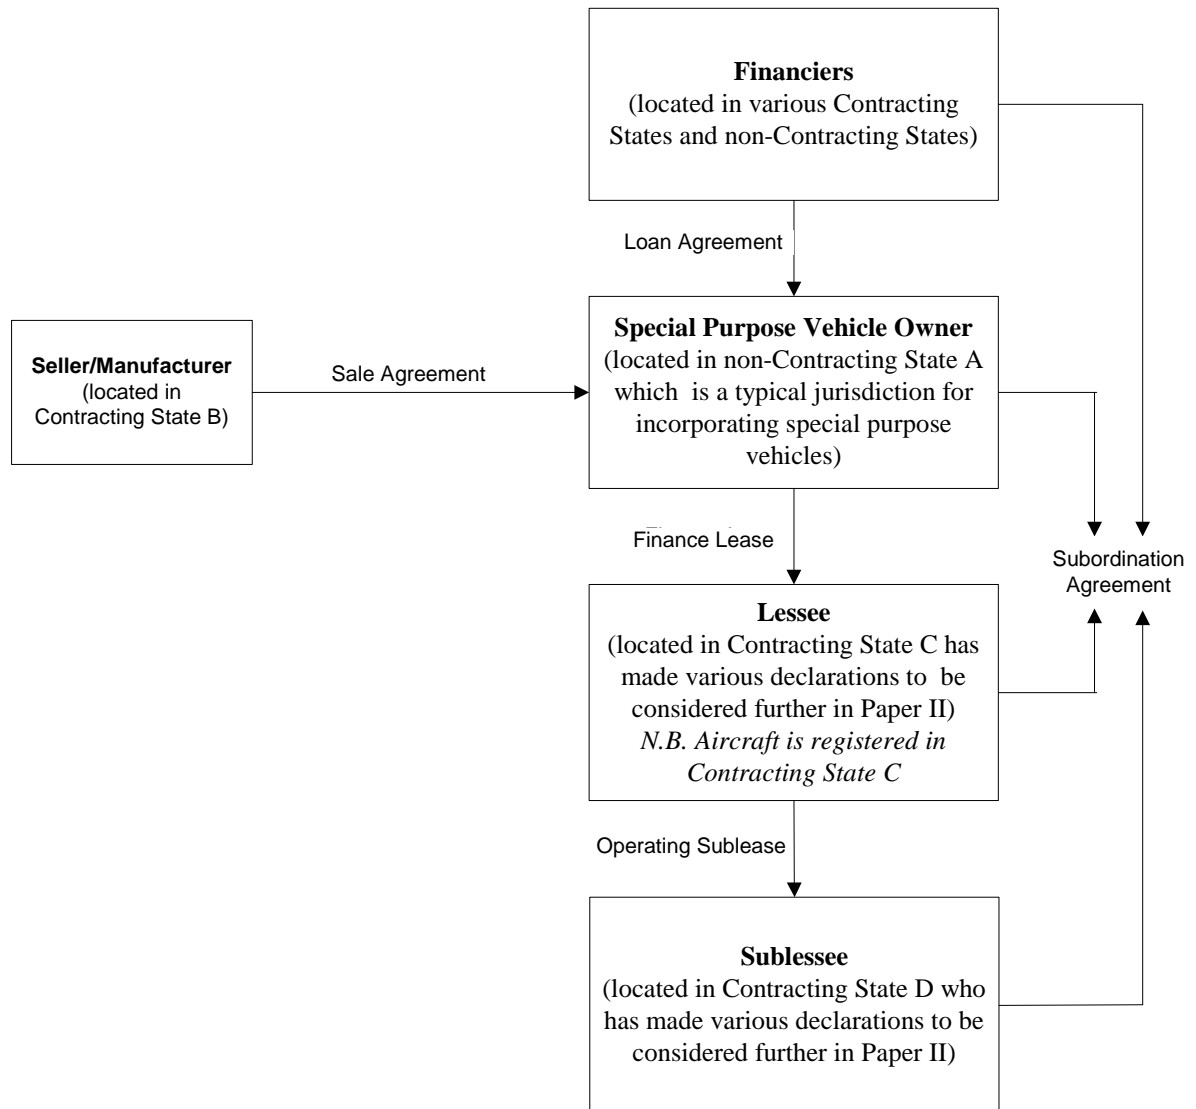 Financiers
(located in various Contracting
States and non-Contracting States)
Loan Agreement
Special Purpose Vehicle Owner
(located in non-Contracting State A
which is a typical jurisdiction for
incorporating special purpose
vehicles)
Seller/Manufacturer
(located in
Contracting State B)
Sale Agreement
Finance Lease
Subordination
Agreement
Lessee
(located in Contracting State C has
made various declarations to be
considered further in Paper II)
N.B. Aircraft is registered in
Contracting State C
Operating Sublease
Sublessee
(located in Contracting State D who
has made various declarations to be
considered further in Paper II)